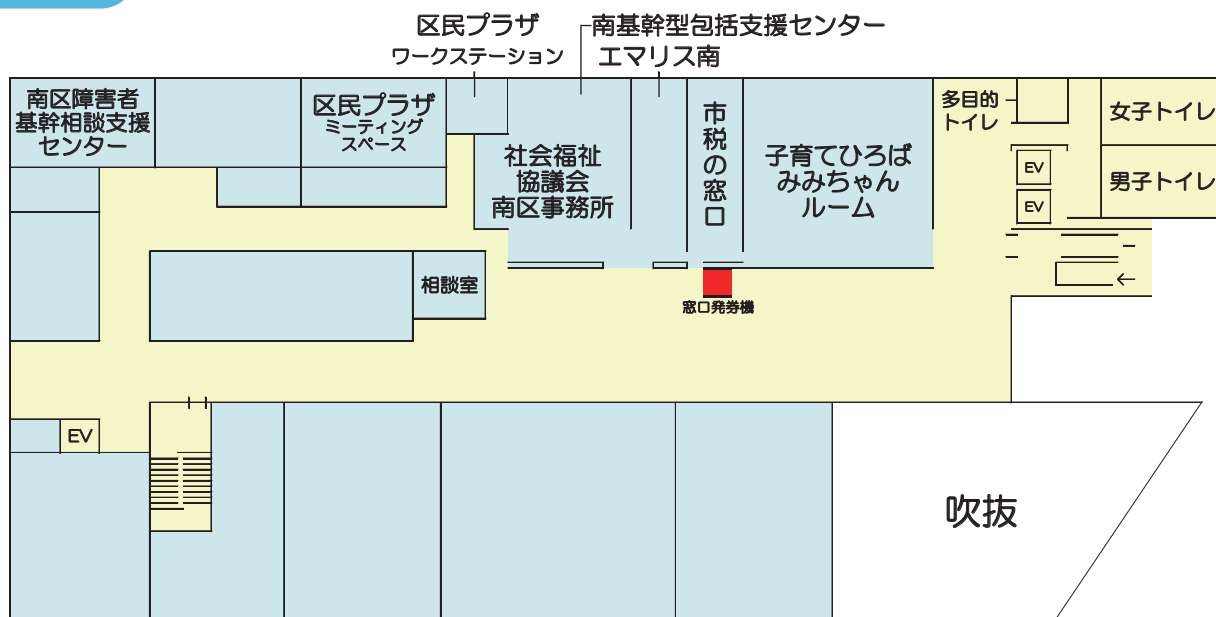 区民プラザ
ワークステーション
南基幹型包括支援センター
エマリス南
南区障害者
基幹相談支援
センター
区民プラザ
ミーティング
スペース
社会福祉
協議会
南区事務所
市税の窓口
子育てひろば
みみちゃん
ルーム
多目的
トイレ
女子トイレ
男子トイレ
EV
EV
相談室
窓口発券機
EV
吹抜